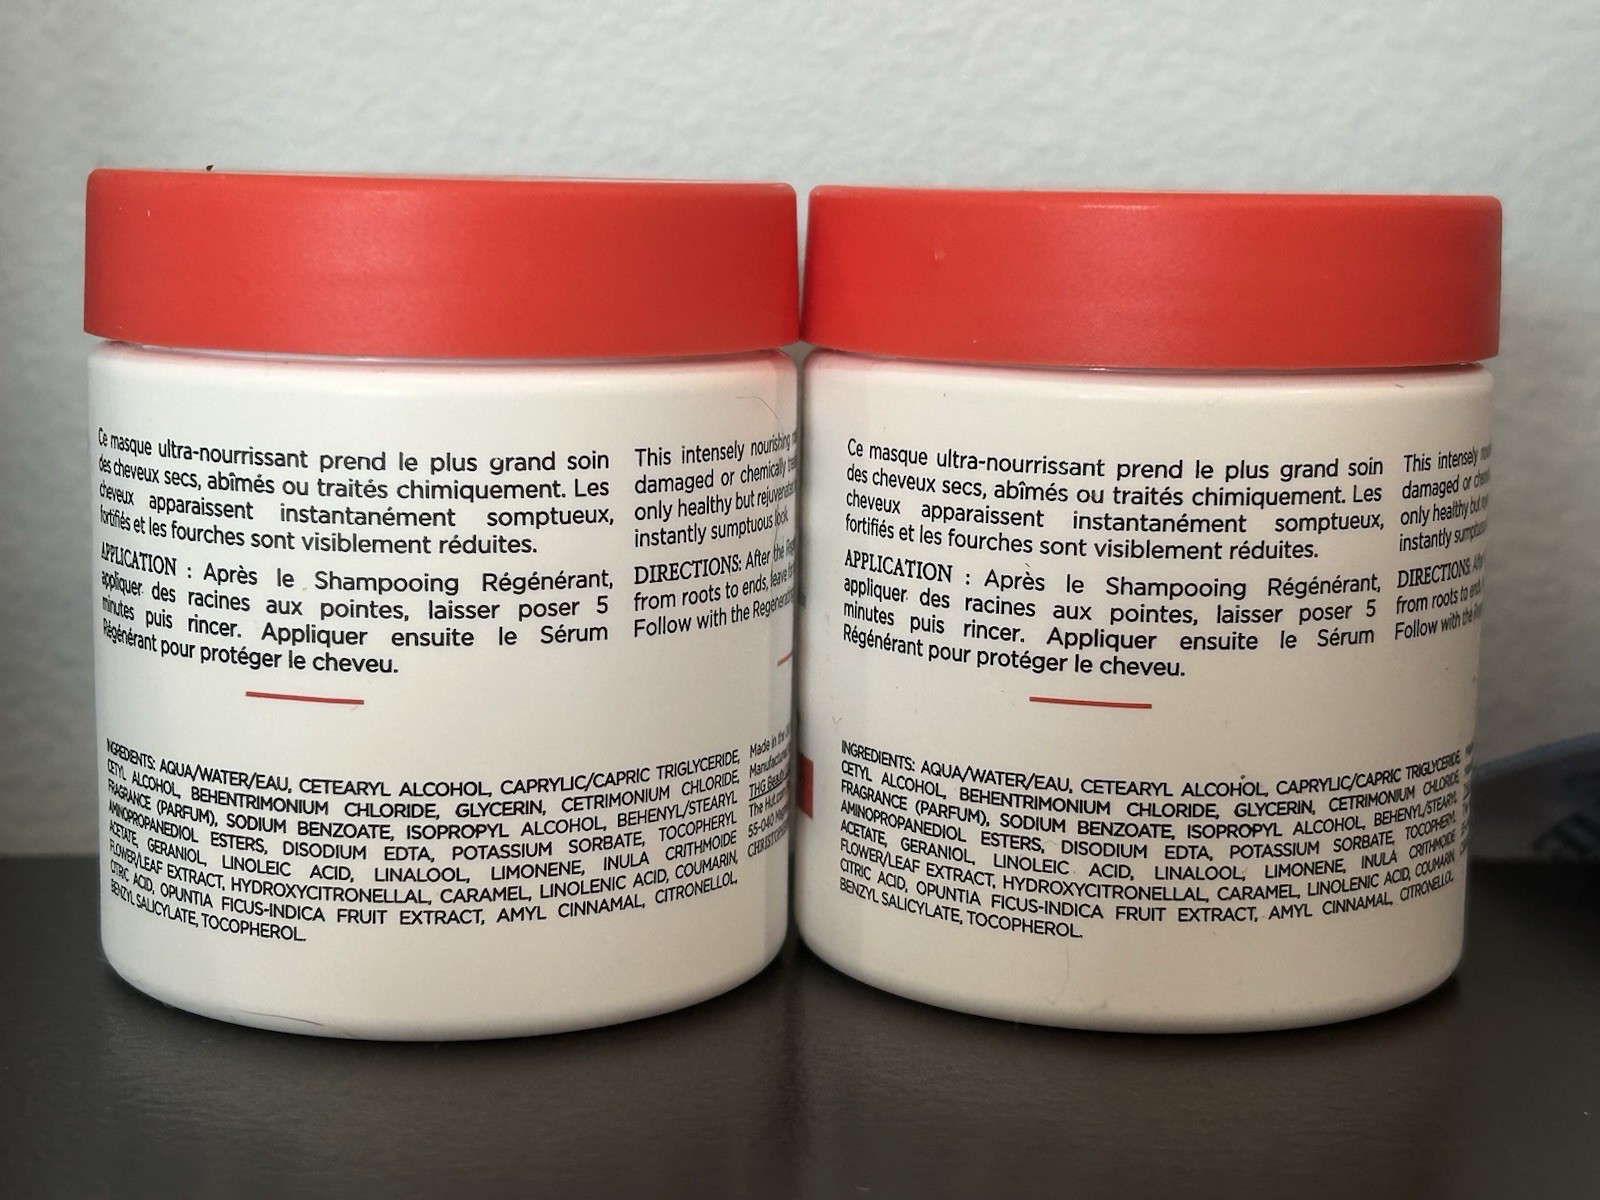 Ce masque ultra-nourrissant prend le plus grand soin
des cheveux secs, abîmés ou traités chimiquement. Les
cheveux apparaissent instantanément somptueux,
fortifiés et les fourches sont visiblement réduites.
APPLICATION : Après le Shampooing Régénérant,
appliquer des racines aux pointes, laisser poser 5
minutes puis rincer. Appliquer ensuite le Sérum
Régénérant pour protéger le cheveu.
This intensely nourishing
damaged or chemically
only healthy but
instantly sumptuous look
DIRECTIONS: After the
from roots to ends, leave
Follow with the
INGREDIENTS: AQUA/WATER/EAU, CETEARYL ALCOHOL, CAPRYLIC/CAPRIC TRIGLYCERIDE,
CETYL ALCOHOL, BEHENTRIMONIUM CHLORIDE, GLYCERIN, CETRIMONIUM CHLORIDE,
FRAGRANCE (PARFUM), SODIUM BENZOATE, ISOPROPYL ALCOHOL, BEHENYL/STEARYL
AMINOPROPANEDIOL ESTERS, DISODIUM EDTA, POTASSIUM SORBATE, TOCOPHERYL
ACETATE, GERANIOL, LINOLEIC ACID, LINALOOL, LIMONENE, INULA CRITHMOIDE
FLOWER/LEAF EXTRACT, HYDROXYCITRONELLAL, CARAMEL, LINOLENIC ACID, COUMARIN,
CITRIC ACID, OPUNTIA FICUS-INDICA FRUIT EXTRACT, AMYL CINNAMAL, CITRONELLOL,
BENZYL SALICYLATE, TOCOPHEROL.
Made in the
THG
The Hut.com
55-040
Ce masque ultra-nourrissant prend le plus grand soin
des cheveux secs, abîmés ou traités chimiquement. Les
cheveux apparaissent instantanément somptueux,
fortifiés et les fourches sont visiblement réduites.
APPLICATION : Après le Shampooing Régénérant,
appliquer des racines aux pointes, laisser poser 5
minutes puis rincer. Appliquer ensuite le Sérum
Régénérant pour protéger le cheveu.
This intensely
damaged or
only healthy but
instantly
DIRECTIONS:
from roots to
Follow with the
INGREDIENTS: AQUA/WATER/EAU, CETEARYL ALCOHOL, CAPRYLIC/CAPRIC TRIGLYCERIDE,
CETYL ALCOHOL, BEHENTRIMONIUM CHLORIDE, GLYCERIN, CETRIMONIUM CHLORIDE,
FRAGRANCE (PARFUM), SODIUM BENZOATE, ISOPROPYL ALCOHOL, BEHENYL/STEARYL
AMINOPROPANEDIOL ESTERS, DISODIUM EDTA, POTASSIUM SORBATE, TOCOPHERYL
ACETATE, GERANIOL, LINOLEIC ACID, LINALOOL, LIMONENE, INULA CRITHMOIDE
FLOWER/LEAF EXTRACT, HYDROXYCITRONELLAL, CARAMEL, LINOLENIC ACID, COUMARIN,
CITRIC ACID, OPUNTIA FICUS-INDICA FRUIT EXTRACT, AMYL CINNAMAL, CITRONELLOL,
BENZYL SALICYLATE, TOCOPHEROL.